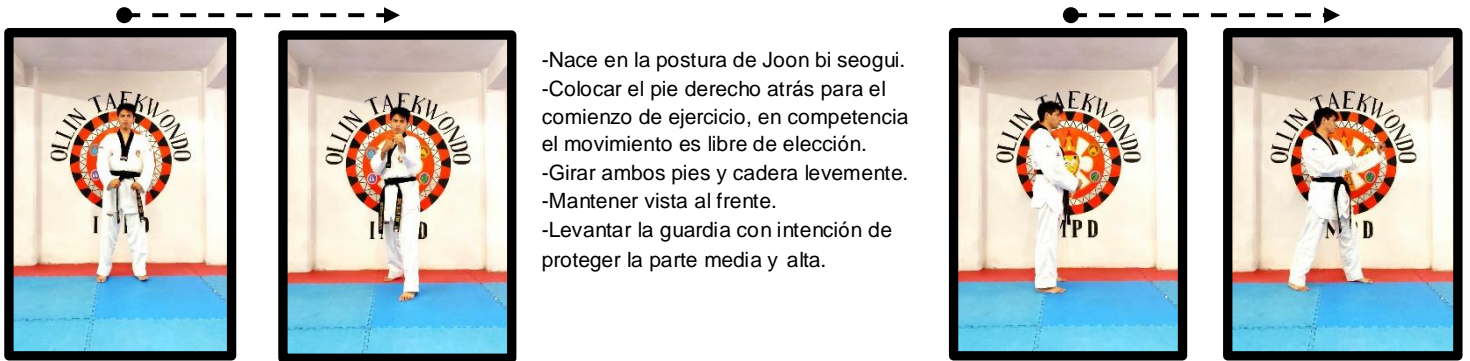 OLLIN TAEKWONDO
OLLIN TAEKWONDO
-Nace en la postura de Joon bi seogui.
-Colocar el pie derecho atrás para el
comienzo de ejercicio, en competencia
el movimiento es libre de elección.
-Girar ambos pies y cadera levemente.
-Mantener vista al frente.
-Levantar la guardia con intención de
proteger la parte media y alta.
OLLIN TAEKWONDO
OLLIN TAEKWONDO